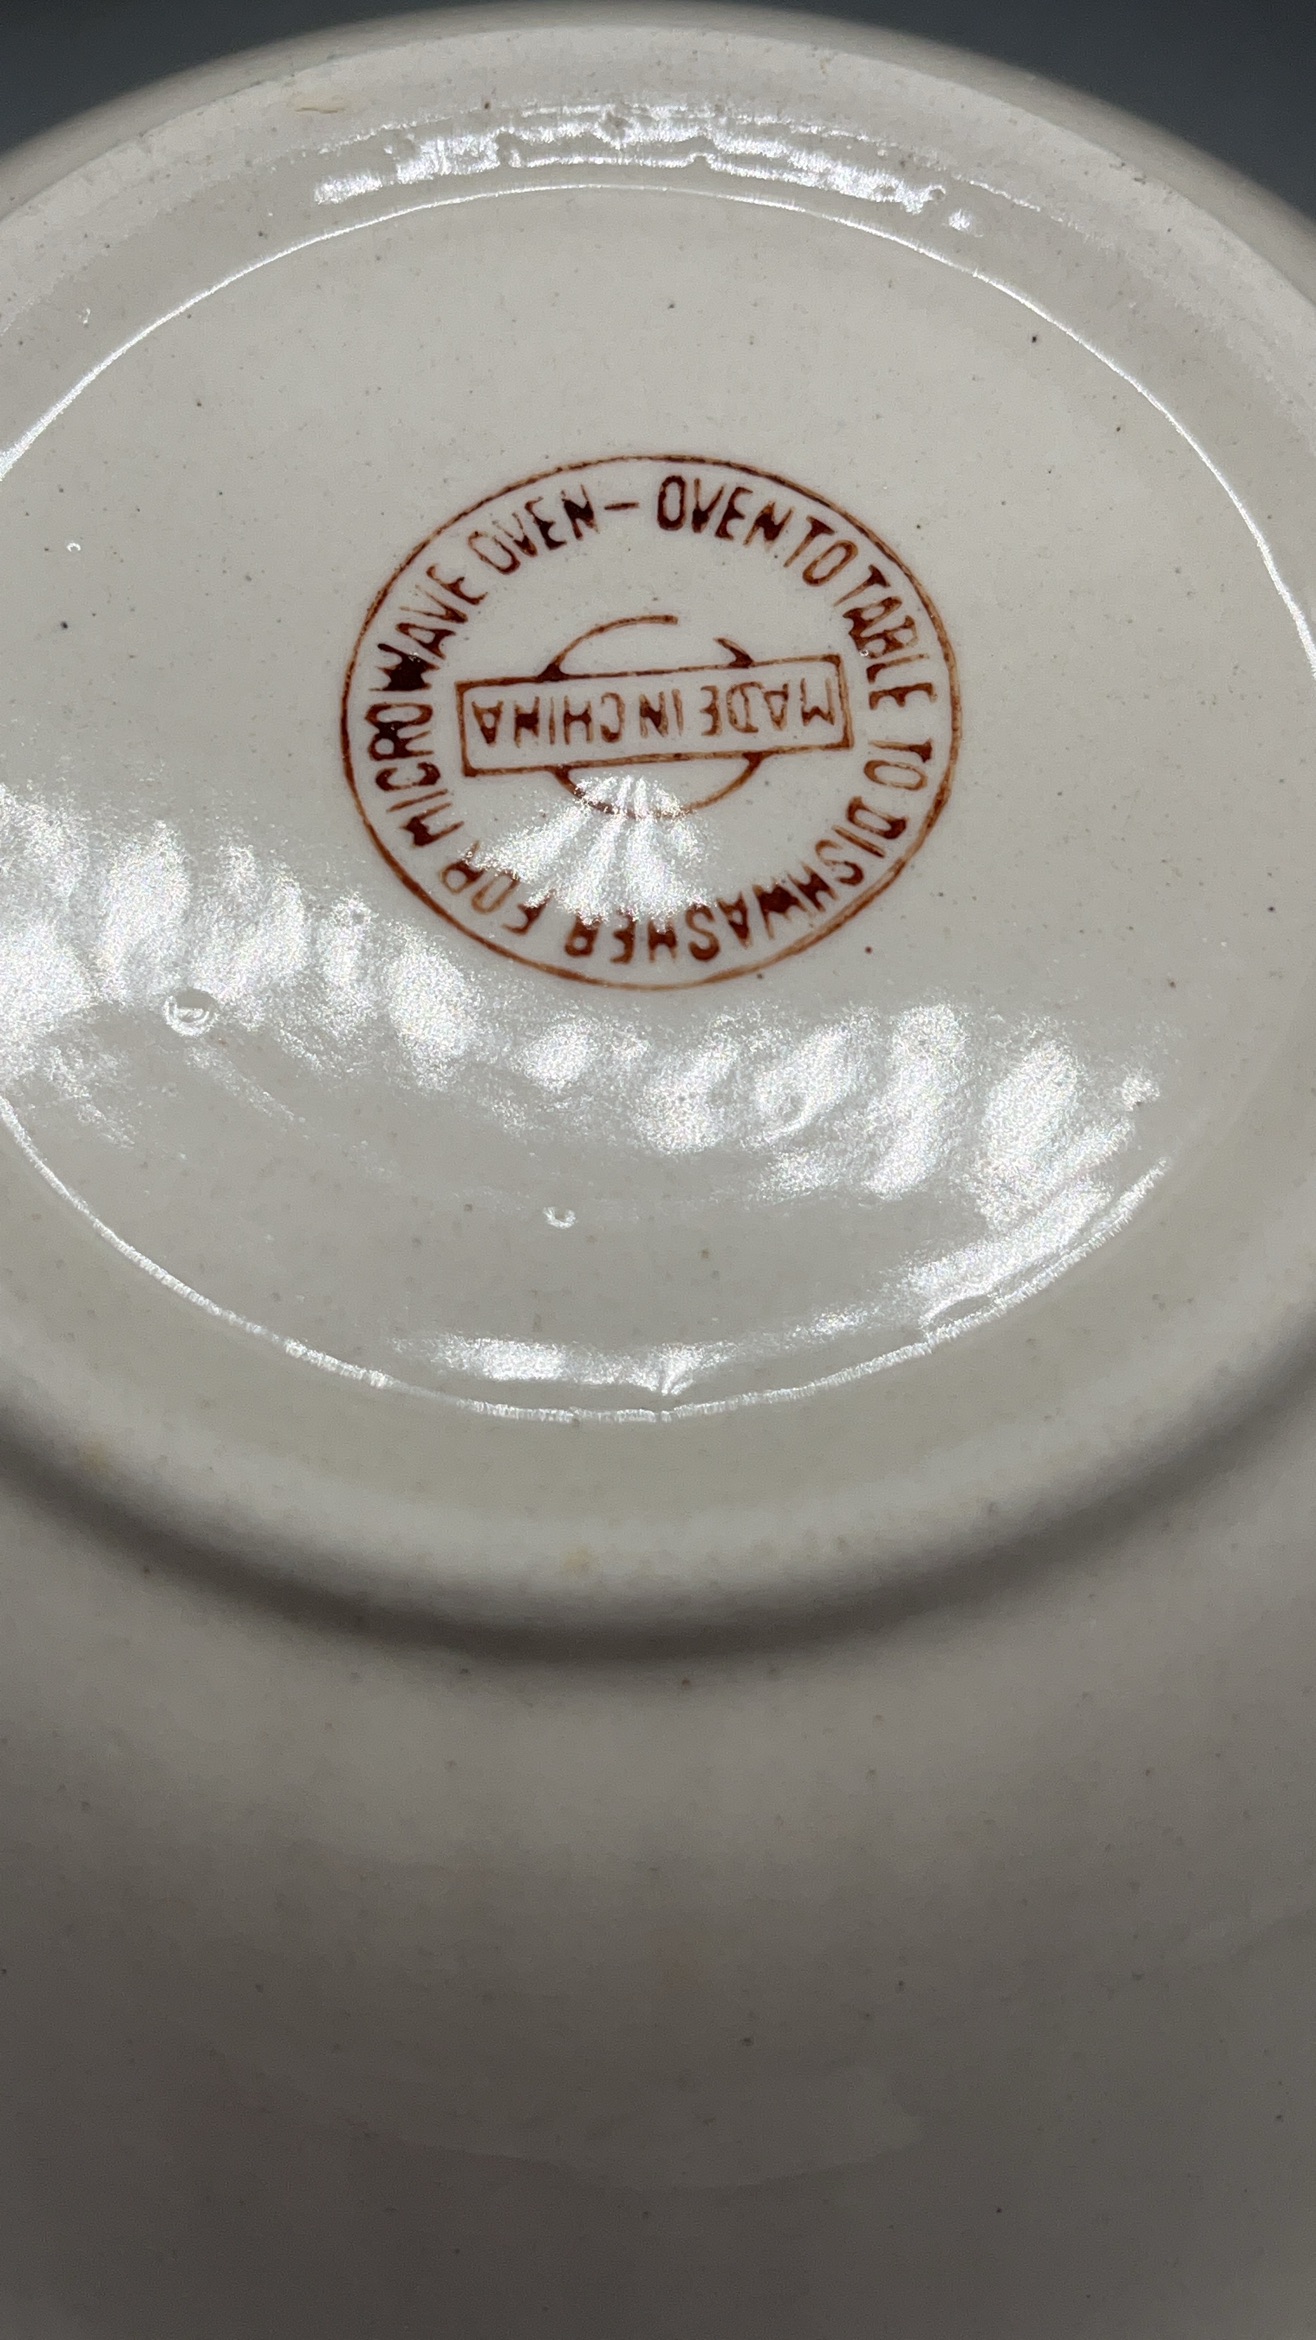 FOR MICROWAVE OVEN – OVEN TO TABLE TO DISHWASHER
MADE IN CHINA